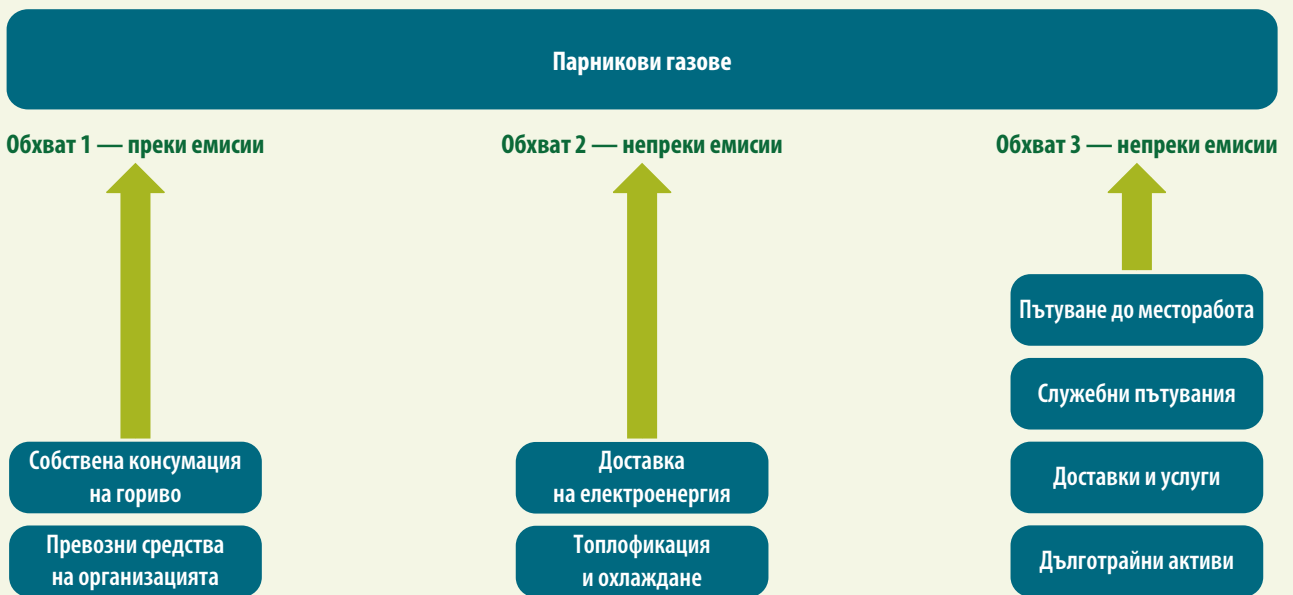 Парникови газове
Обхват 1 — преки емисии
Обхват 2 — непреки емисии
Обхват 3 — непреки емисии
Собствена консумация
на гориво
Превозни средства
на организацията
Доставка
на електроенергия
Топлофикация
и охлаждане
Пътуване до месторабота
Служебни пътувания
Доставки и услуги
Дълготрайни активи